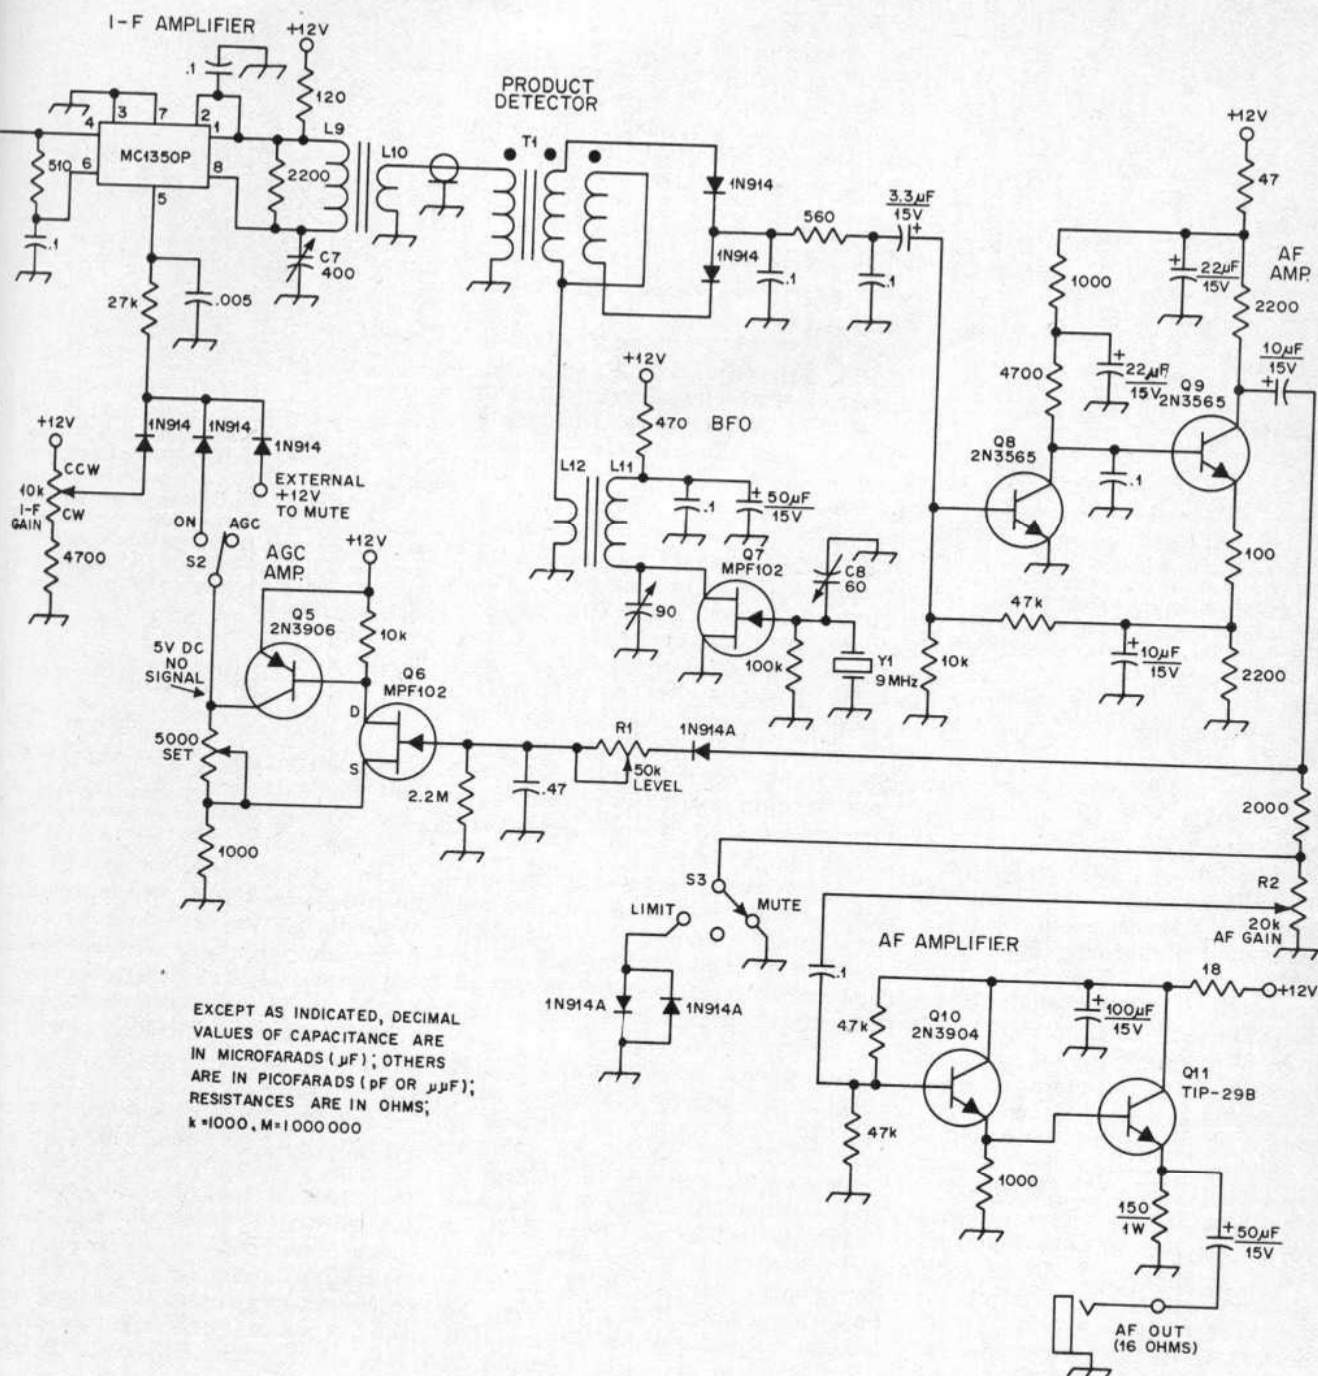 I-F AMPLIFIER
+12V
.1
120
3
7
2
4
1
MC1350P
6
8
5
510
.1
2200
L9
L10
C7
400
27k
.005
PRODUCT
DETECTOR
T1
1N914
1N914
.1
560
.1
3.3µF
15V
+
+12V
47
AF
AMP.
1000
+
22µF
15V
2200
4700
+
22µF
15V
Q9
2N3565
10µF
15V
+
Q8
2N3565
.1
100
47k
10k
+
10µF
15V
2200
1N914
1N914
1N914
+12V
CCW
10k
I-F
GAIN
CW
4700
EXTERNAL
+12V
TO MUTE
ON
AGC
S2
AGC
AMP.
+12V
Q5
2N3906
10k
5V DC
NO
SIGNAL
Q6
MPF102
D
S
5000
SET
1000
2.2M
.47
R1
50k
LEVEL
1N914A
+12V
470
BFO
L12
L11
.1
+
50µF
15V
Q7
MPF102
90
C8
60
100k
Y1
9MHz
2000
R2
20k
AF GAIN
S3
LIMIT
MUTE
1N914A
1N914A
AF AMPLIFIER
.1
47k
47k
Q10
2N3904
1000
+
100µF
15V
18
+12V
Q11
TIP-29B
150
1W
+
50µF
15V
AF OUT
(16 OHMS)
EXCEPT AS INDICATED, DECIMAL
VALUES OF CAPACITANCE ARE
IN MICROFARADS (µF); OTHERS
ARE IN PICOFARADS (pF OR µµF);
RESISTANCES ARE IN OHMS;
k=1000, M=1000000